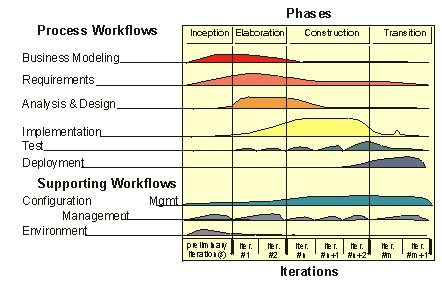 Phases
Process Workflows
Inception Elaboration Construction Transition
Business Modeling
Requirements
Analysis & Design
Implementation
Test
Deployment
Supporting Workflows
Configuration Mgmt
Management
Environment
preliminary iteration(s)
Iter. #1
Iter. #2
Iter. #n
Iter. #n+1
Iter. #n+2
Iter. #m
Iter. #m+1
Iterations